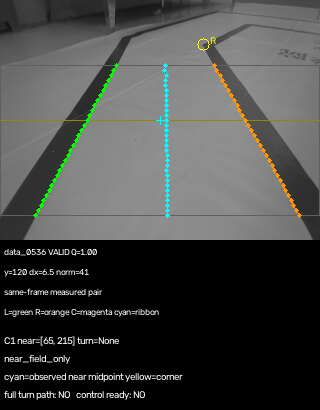 R
data_0536 VALID Q=1.00
y=120 dx=6.5 norm=41
same-frame measured pair
L=green R=orange C=magenta cyan=ribbon
C1 near=[65, 215] turn=None
near_field_only
cyan=observed near midpoint yellow=corner
full turn path: NO control ready: NO